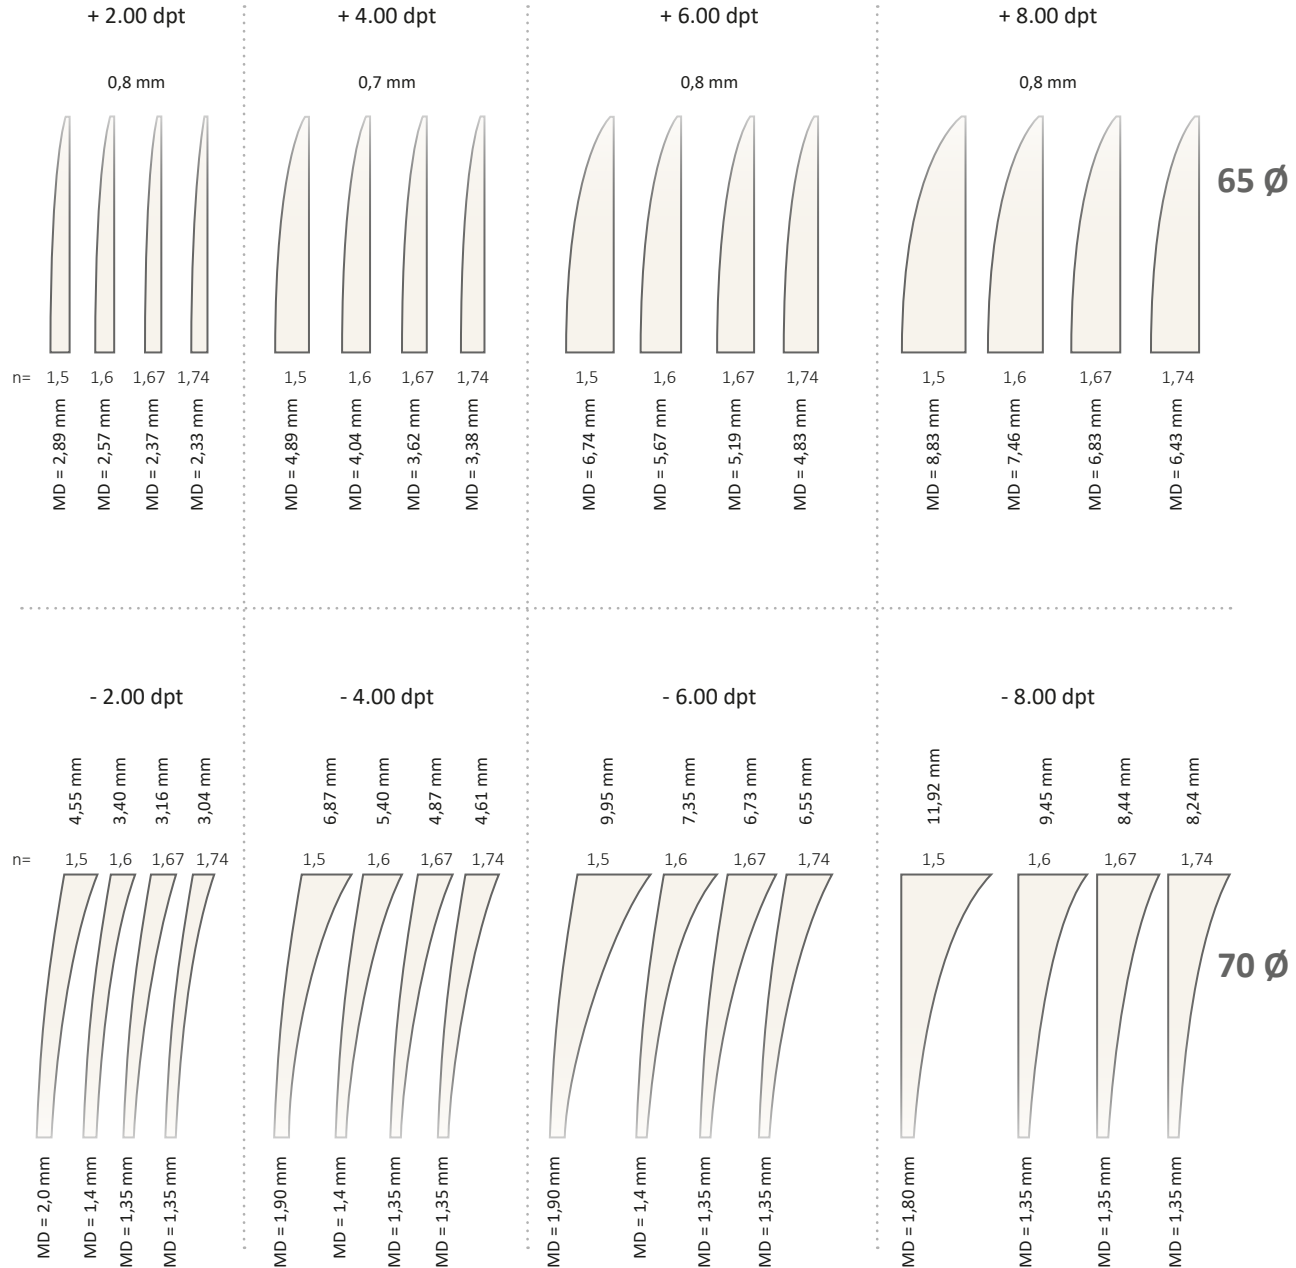 + 2.00 dpt + 4.00 dpt + 6.00 dpt + 8.00 dpt
0,8 mm 0,7 mm 0,8 mm 0,8 mm
65 Ø
n= 1,5 1,6 1,67 1,74 1,5 1,6 1,67 1,74 1,5 1,6 1,67 1,74 1,5 1,6 1,67 1,74
MD = 2,89 mm
MD = 2,57 mm
MD = 2,37 mm
MD = 2,33 mm
MD = 4,89 mm
MD = 4,04 mm
MD = 3,62 mm
MD = 3,38 mm
MD = 6,74 mm
MD = 5,67 mm
MD = 5,19 mm
MD = 4,83 mm
MD = 8,83 mm
MD = 7,46 mm
MD = 6,83 mm
MD = 6,43 mm
- 2.00 dpt - 4.00 dpt - 6.00 dpt - 8.00 dpt
4,55 mm
3,40 mm
3,16 mm
3,04 mm
6,87 mm
5,40 mm
4,87 mm
4,61 mm
9,95 mm
7,35 mm
6,73 mm
6,55 mm
11,92 mm
9,45 mm
8,44 mm
8,24 mm
n= 1,5 1,6 1,67 1,74 1,5 1,6 1,67 1,74 1,5 1,6 1,67 1,74 1,5 1,6 1,67 1,74
70 Ø
MD = 2,0 mm
MD = 1,4 mm
MD = 1,35 mm
MD = 1,35 mm
MD = 1,90 mm
MD = 1,4 mm
MD = 1,35 mm
MD = 1,35 mm
MD = 1,90 mm
MD = 1,4 mm
MD = 1,35 mm
MD = 1,35 mm
MD = 1,80 mm
MD = 1,35 mm
MD = 1,35 mm
MD = 1,35 mm